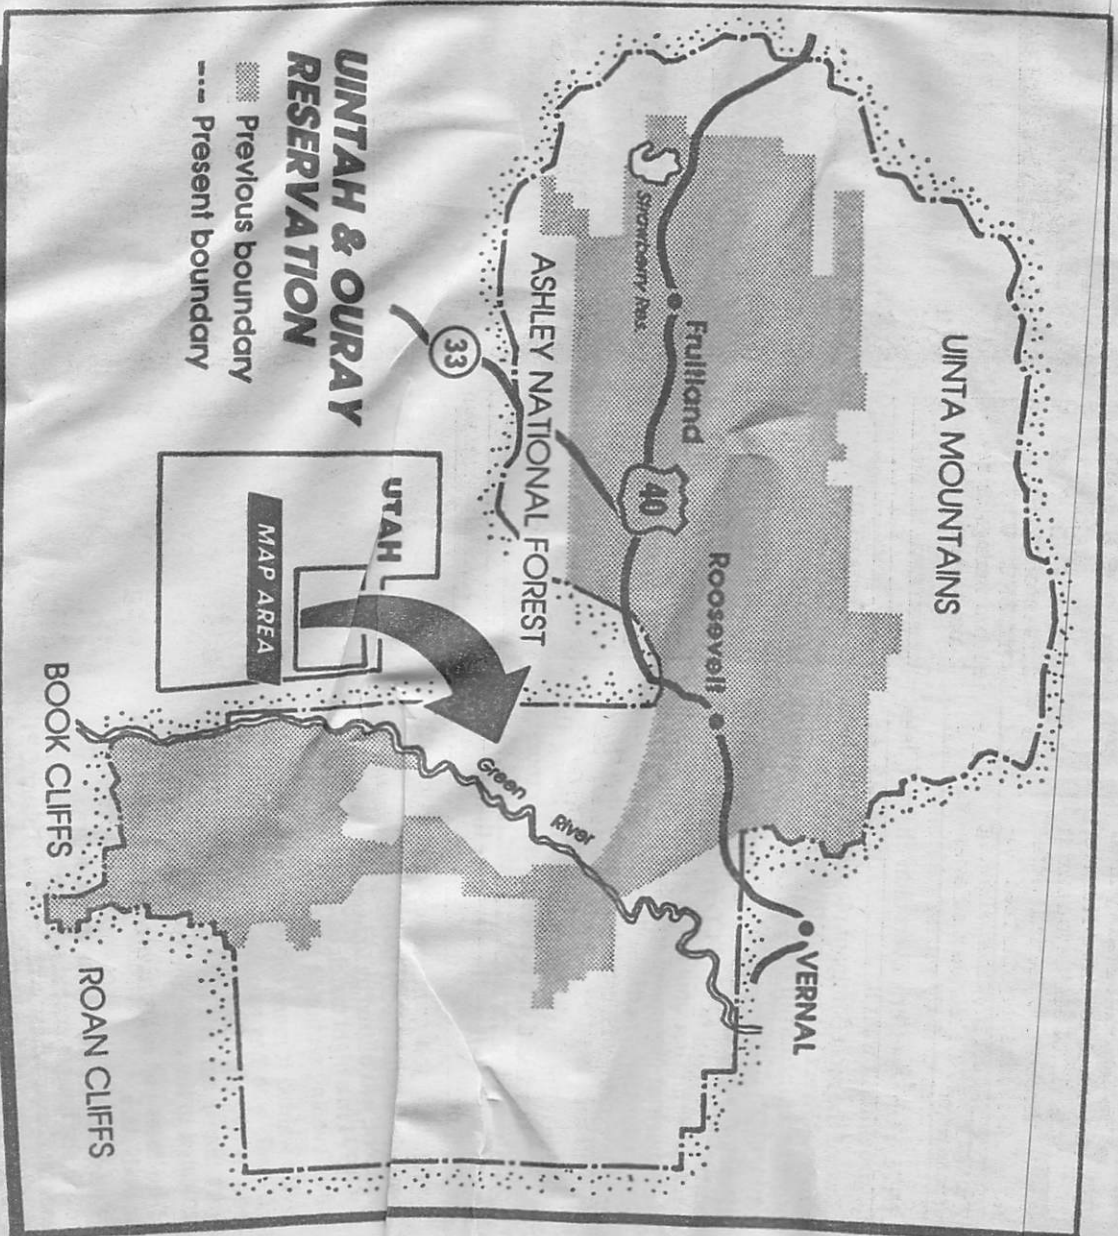 UINTA MOUNTAINS
VERNAL
Roosevelt
Fruitland
40
Strawberry Res.
ASHLEY NATIONAL FOREST
33
Green
River
UINTAH & OURAY
RESERVATION
Previous boundary
Present boundary
UTAH
MAP AREA
BOOK CLIFFS
ROAN CLIFFS